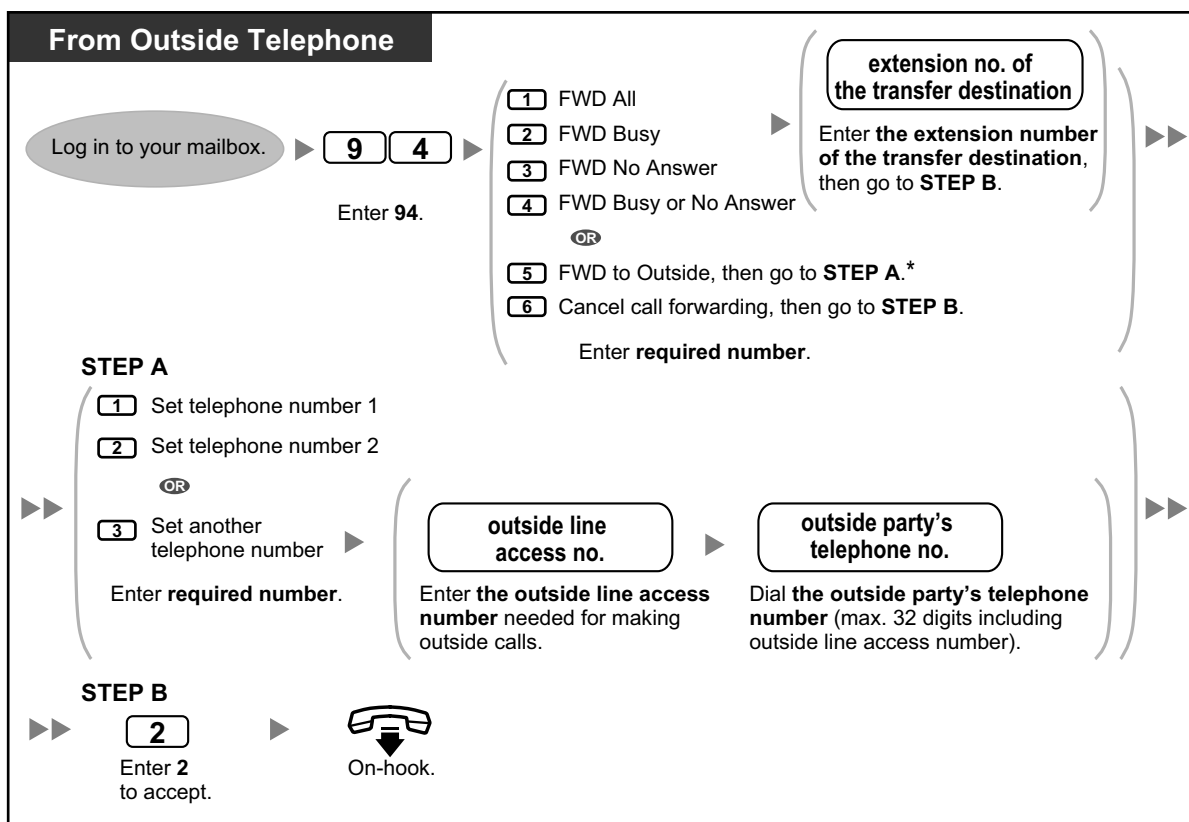 From Outside Telephone
Log in to your mailbox.
9 4
Enter 94.
1 FWD All
2 FWD Busy
3 FWD No Answer
4 FWD Busy or No Answer
OR
5 FWD to Outside, then go to STEP A.*
6 Cancel call forwarding, then go to STEP B.
Enter required number.
extension no. of
the transfer destination
Enter the extension number
of the transfer destination,
then go to STEP B.
STEP A
1 Set telephone number 1
2 Set telephone number 2
OR
3 Set another
telephone number
Enter required number.
outside line
access no.
Enter the outside line access
number needed for making
outside calls.
outside party's
telephone no.
Dial the outside party's telephone
number (max. 32 digits including
outside line access number).
STEP B
2
Enter 2
to accept.
On-hook.